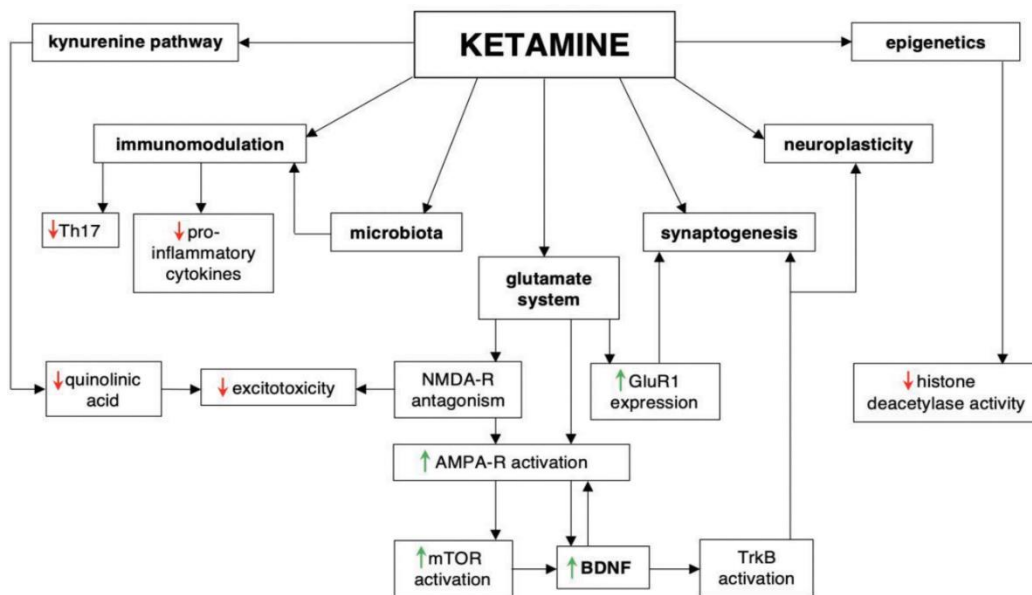 KETAMINE
kynurenine pathway
epigenetics
immunomodulation
neuroplasticity
↓Th17
↓pro-
inflammatory
cytokines
microbiota
synaptogenesis
glutamate
system
↓quinolinic
acid
↓excitotoxicity
NMDA-R
antagonism
↑GluR1
expression
↓histone
deacetylase activity
↑AMPA-R activation
↑mTOR
activation
↑BDNF
TrkB
activation